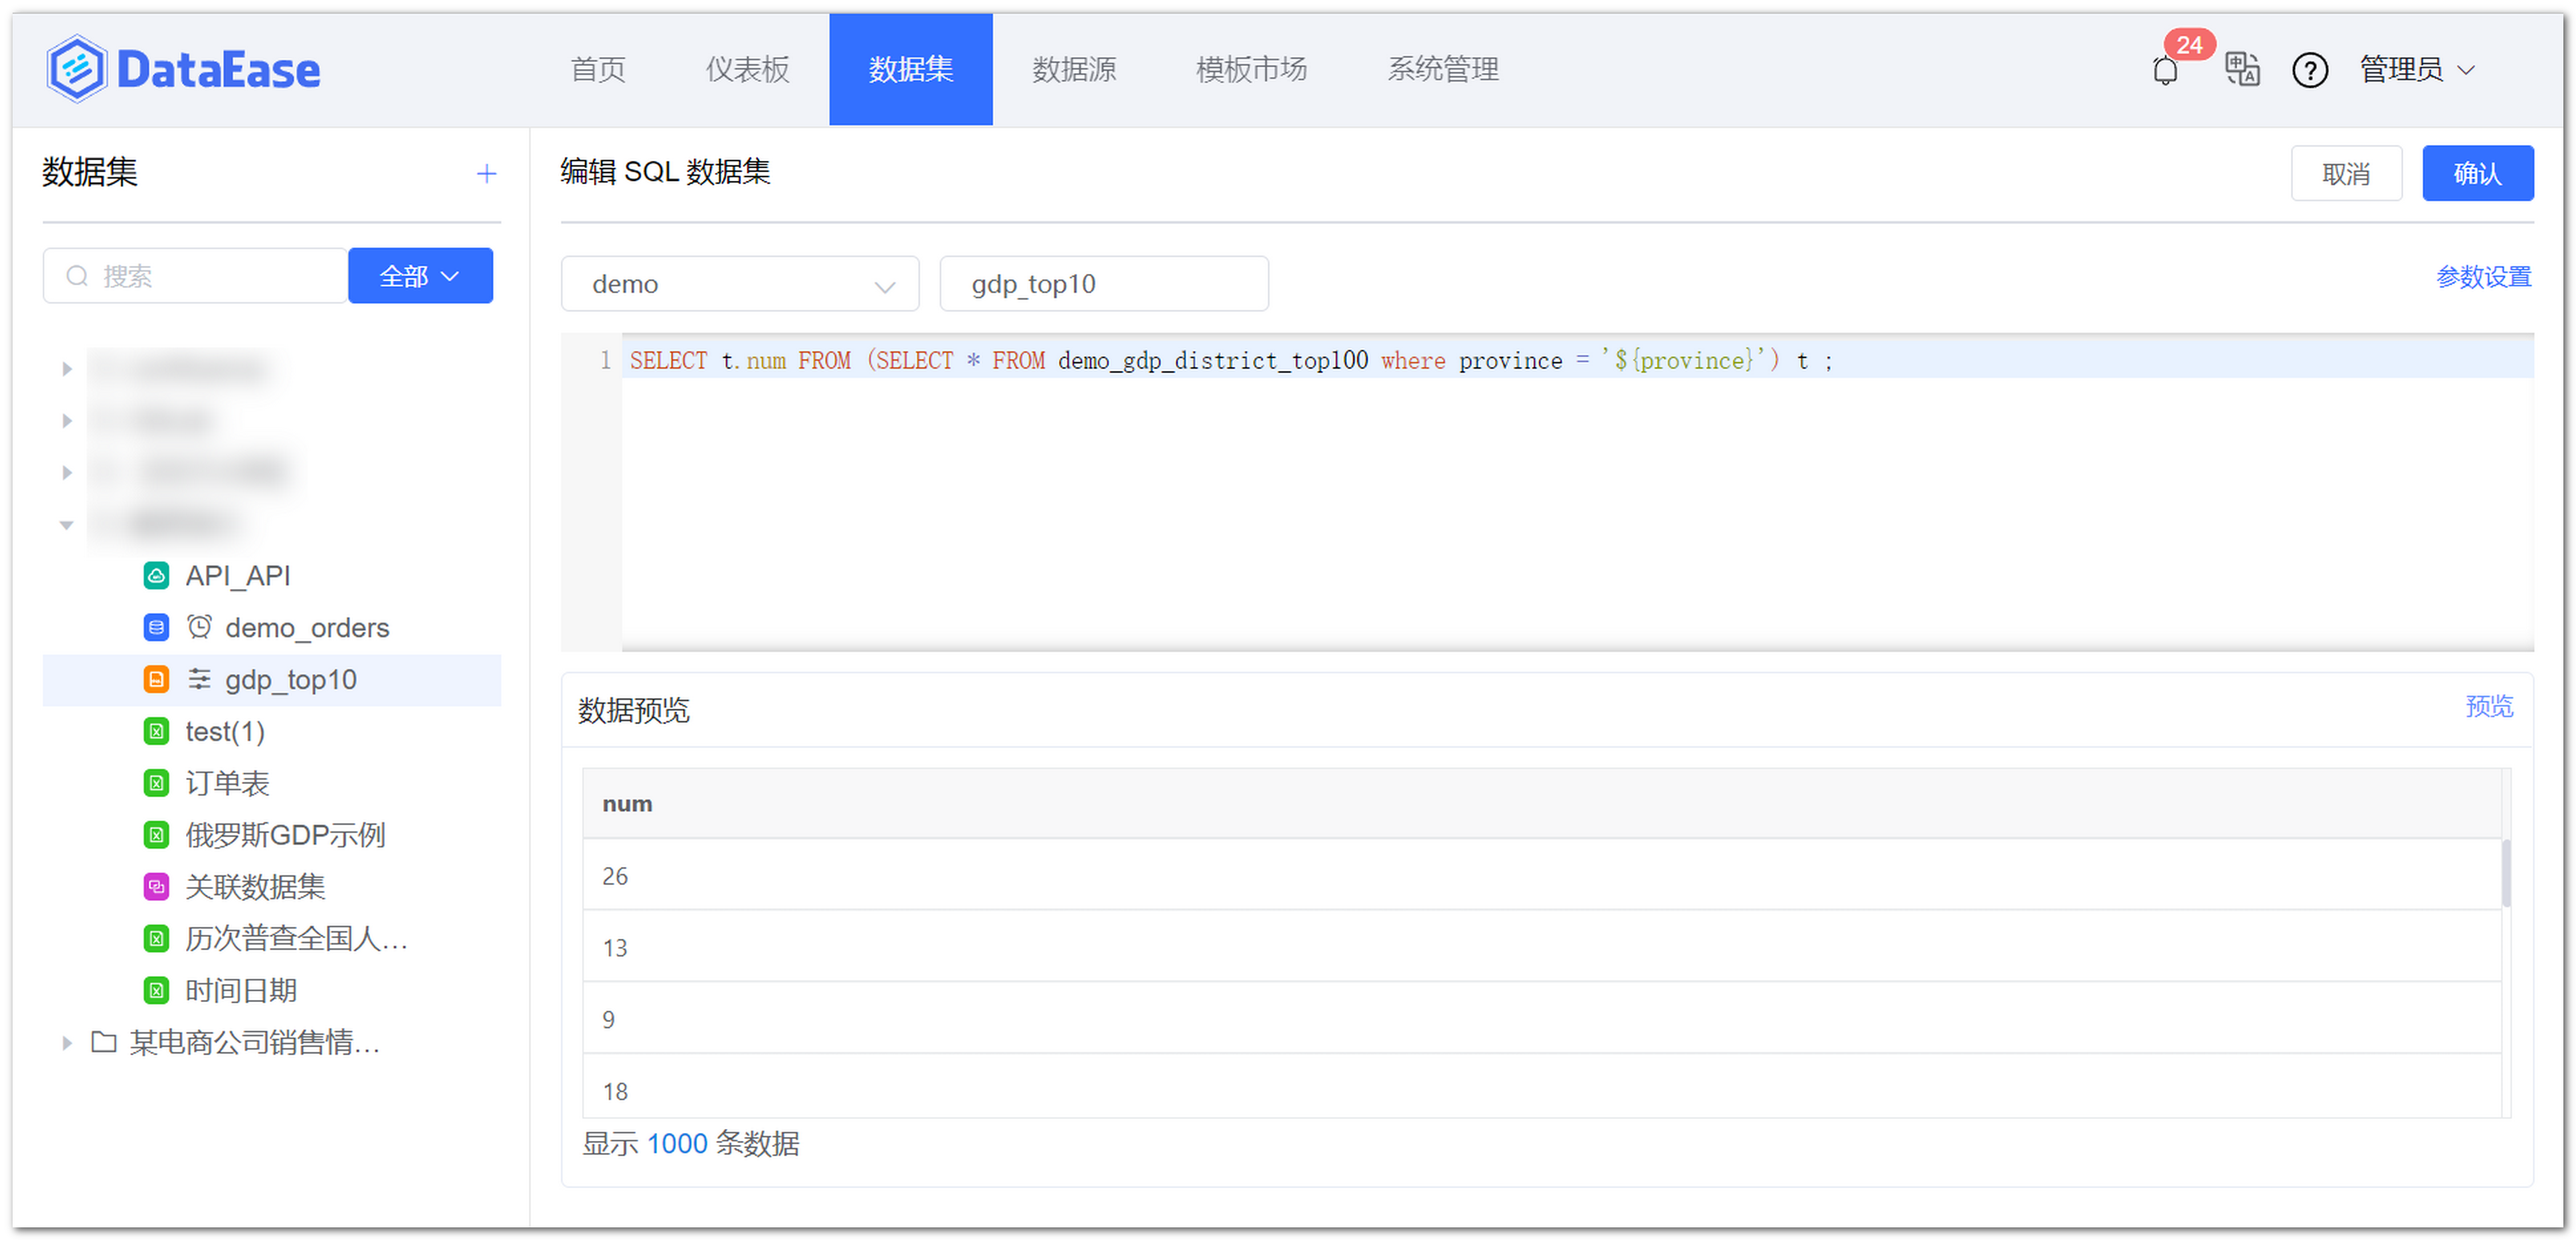 DataEase
首页 仪表板 数据集 数据源 模板市场 系统管理 24 管理员
数据集
搜索 全部
API_API
demo_orders
gdp_top10
test(1)
订单表
俄罗斯GDP示例
关联数据集
历次普查全国人...
时间日期
某电商公司销售情...
编辑 SQL 数据集 取消 确认
demo gdp_top10 参数设置
1 SELECT t.num FROM (SELECT * FROM demo_gdp_district_top100 where province = '${province}') t ;
数据预览 预览
num
26
13
9
18
显示 1000 条数据